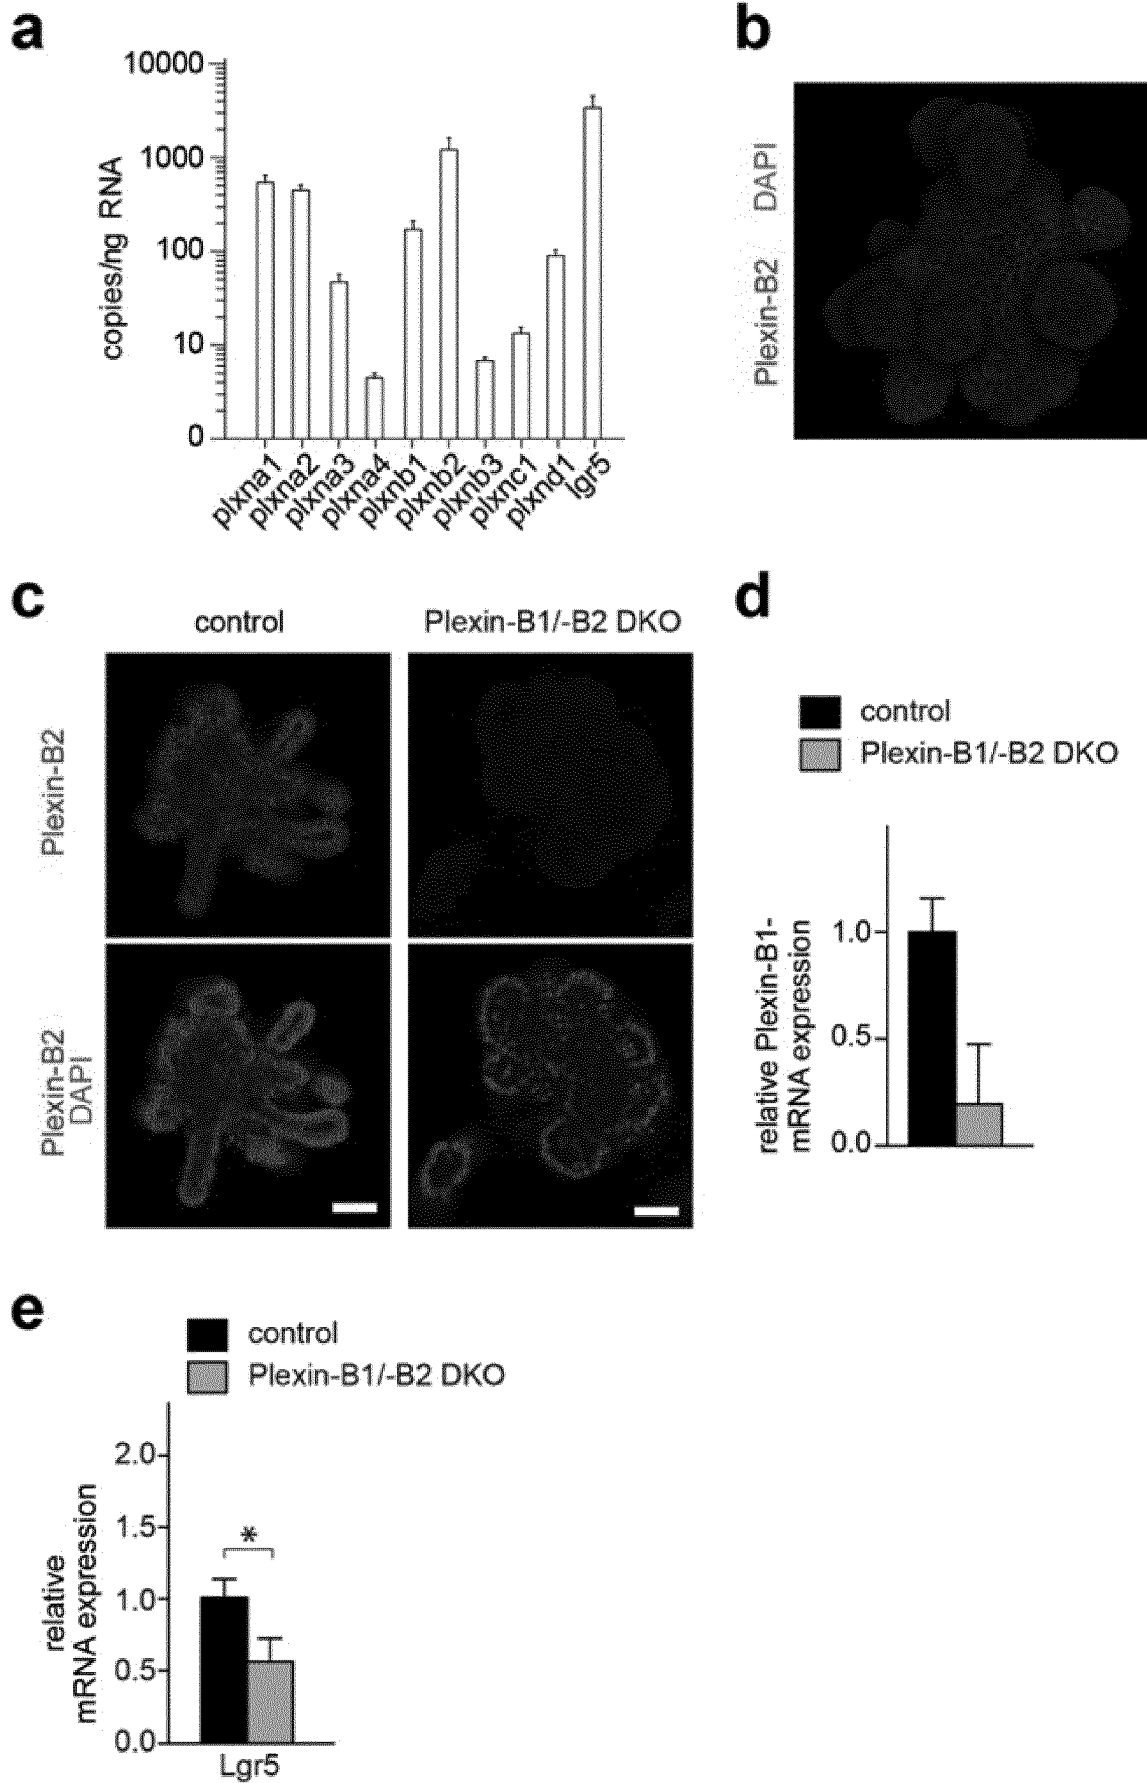 a
10000
1000
100
10
0
copies/ng RNA
plxna1
plxna2
plxna3
plxna4
plxnb1
plxnb2
plxnb3
plxnc1
plxnd1
lgr5
b
Plexin-B2 DAPI
c
control
Plexin-B1/-B2 DKO
Plexin-B2
Plexin-B2
DAPI
d
control
Plexin-B1/-B2 DKO
relative Plexin-B1-
mRNA expression
1.0
0.5
0.0
e
control
Plexin-B1/-B2 DKO
relative
mRNA expression
2.0
1.5
1.0
0.5
0.0
*
Lgr5